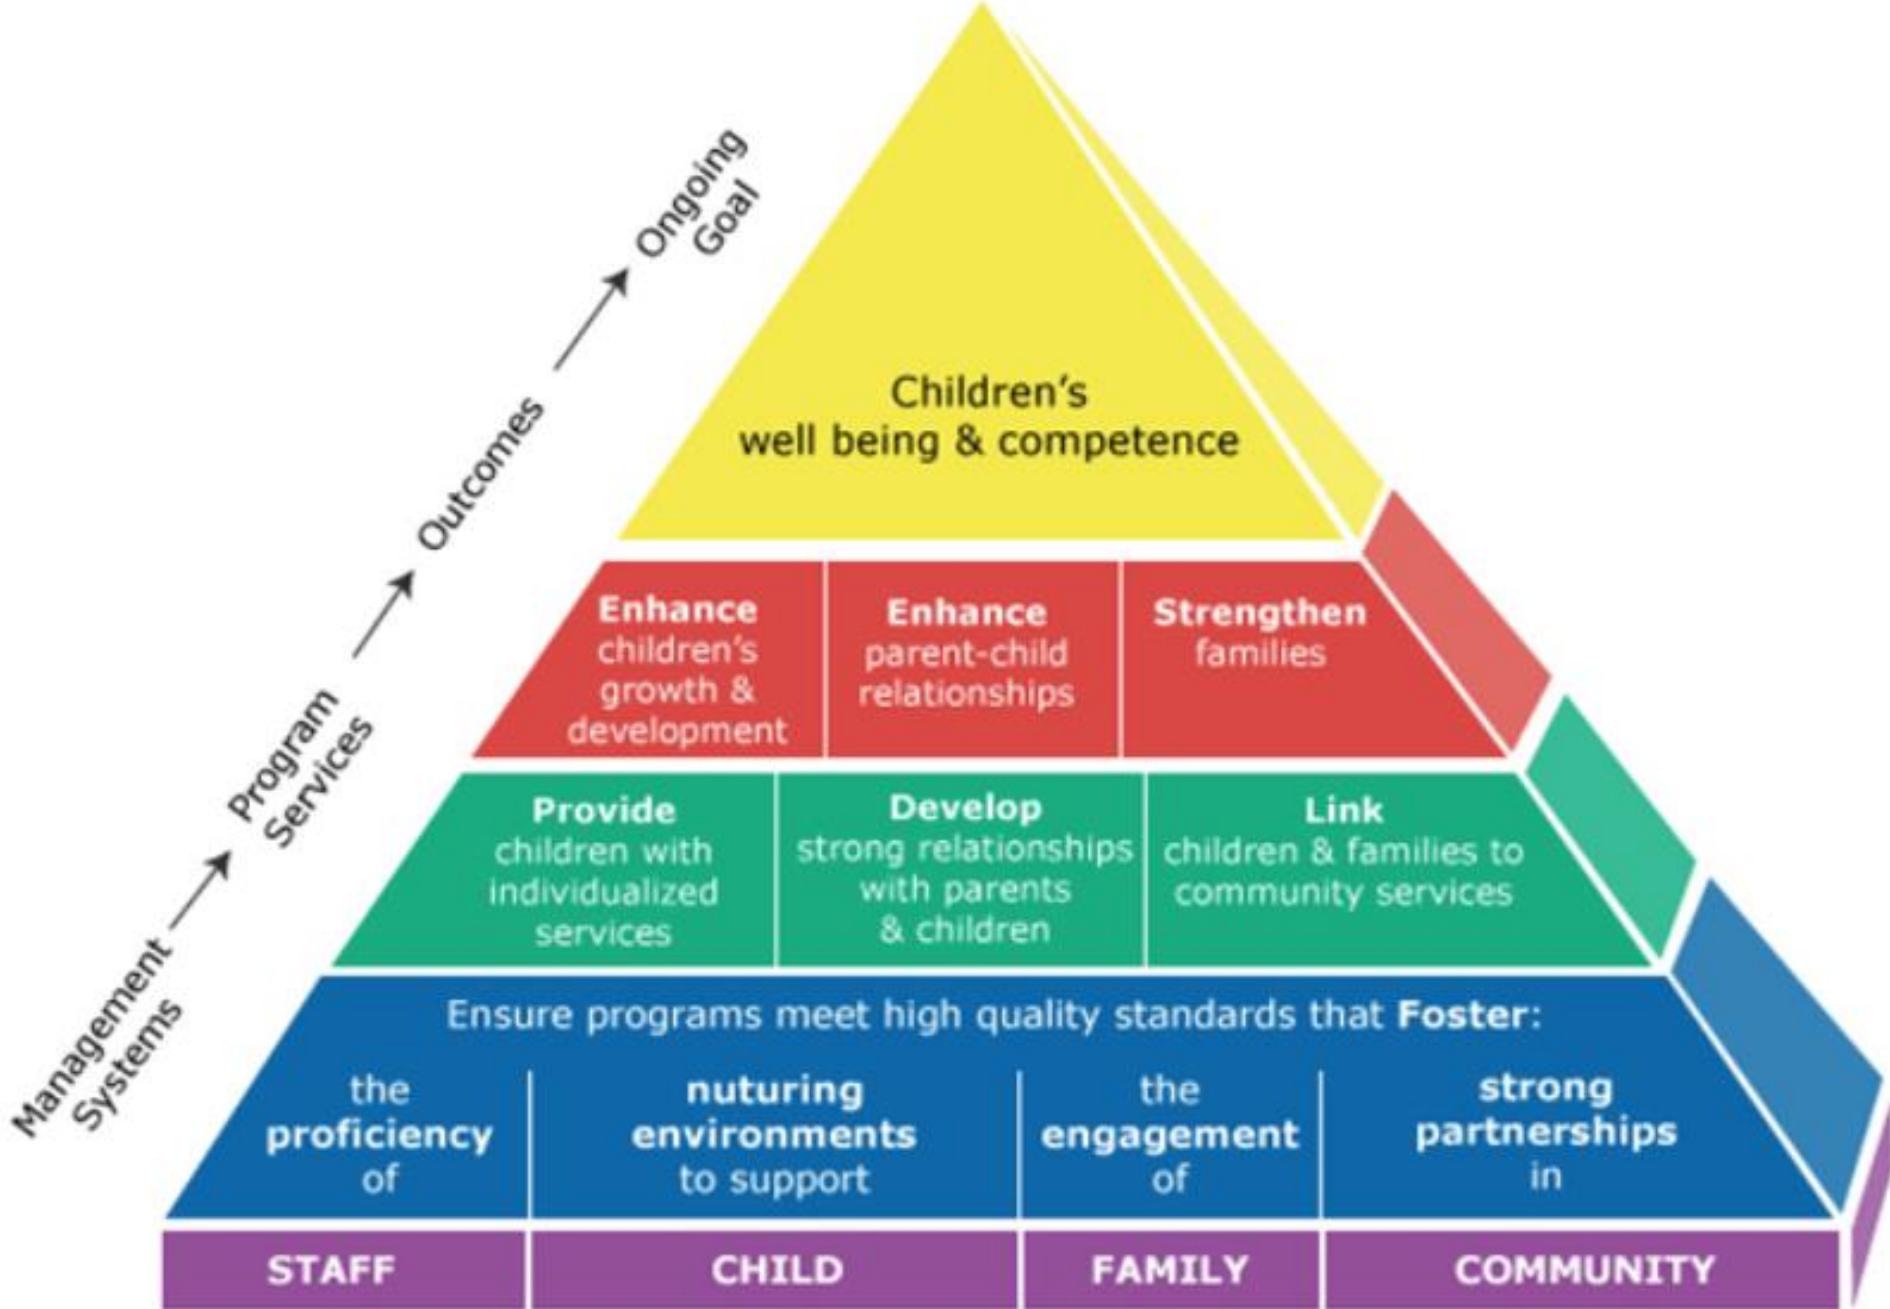 Ongoing
Goal
Outcomes
Program
Services
Management
Systems
Children's
well being & competence
Enhance
children's
growth &
development
Enhance
parent-child
relationships
Strengthen
families
Provide
children with
individualized
services
Develop
strong relationships
with parents
& children
Link
children & families to
community services
Ensure programs meet high quality standards that Foster:
the
proficiency
of
nuturing
environments
to support
the
engagement
of
strong
partnerships
in
STAFF
CHILD
FAMILY
COMMUNITY